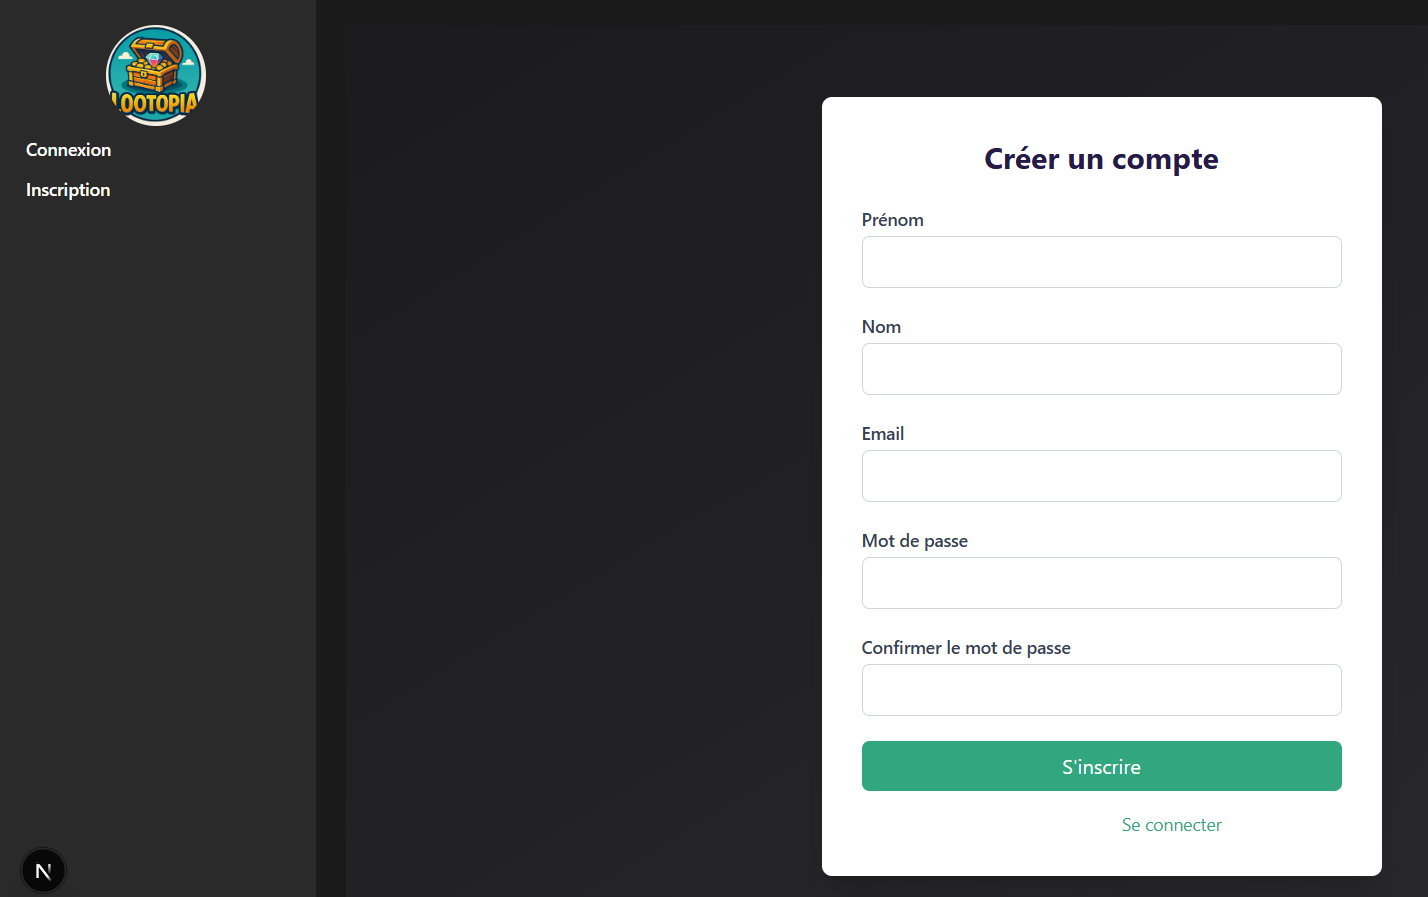 LOOTOPIA
Connexion
Inscription
Créer un compte
Prénom
Nom
Email
Mot de passe
Confirmer le mot de passe
S'inscrire
Se connecter
N